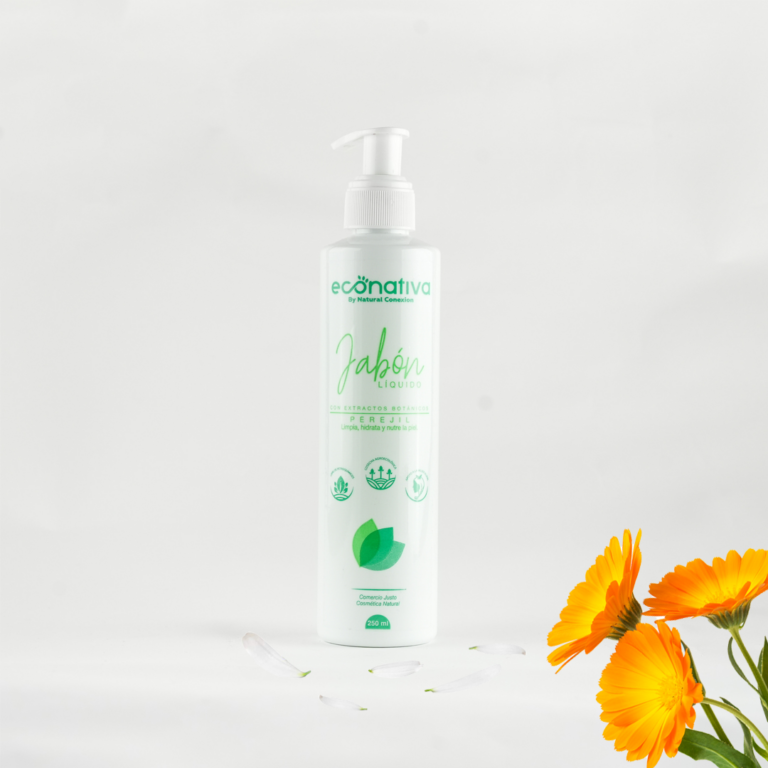 econativa
By Natural Conexion
Jabón
LÍQUIDO
CON EXTRACTOS BOTÁNICOS
PEREJIL
Limpia, hidrata y nutre la piel
Comercio Justo
Cosmética Natural
250 ml